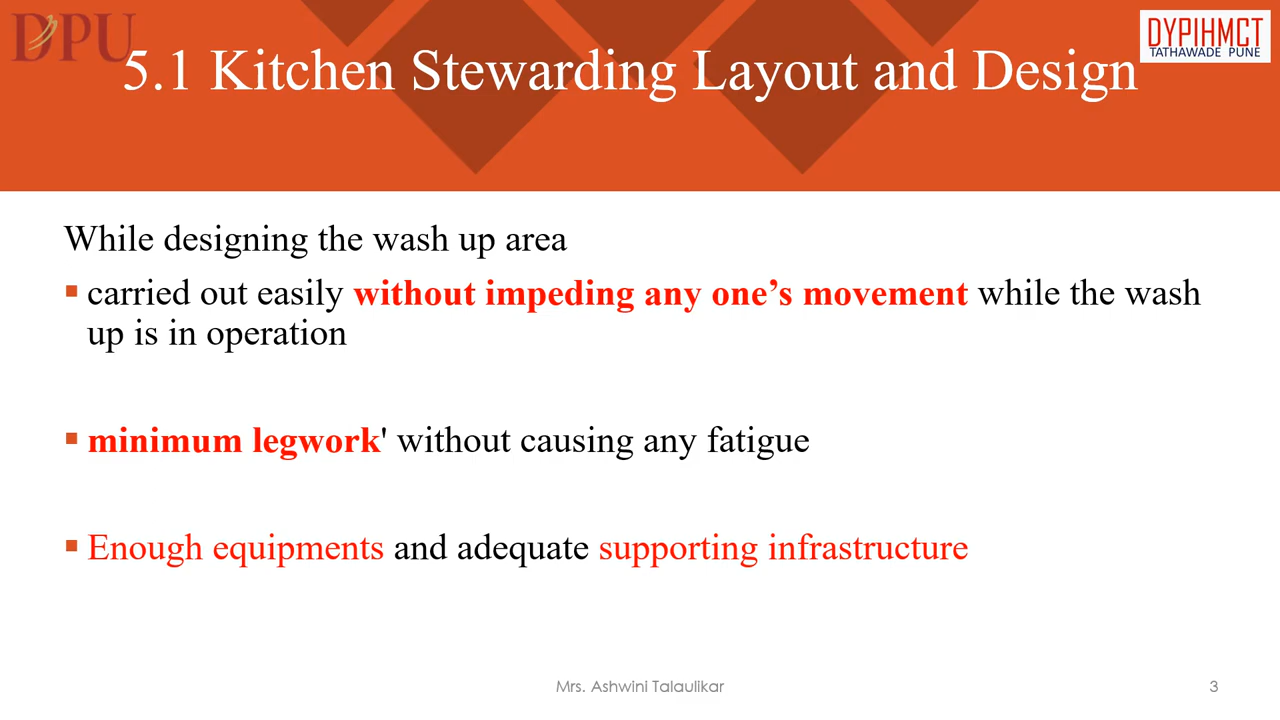 DPU
DYPIHMCT
TATHAWADE PUNE
5.1 Kitchen Stewarding Layout and Design
While designing the wash up area
▪ carried out easily without impeding any one’s movement while the wash
up is in operation
▪ minimum legwork' without causing any fatigue
▪ Enough equipments and adequate supporting infrastructure
Mrs. Ashwini Talaulikar
3